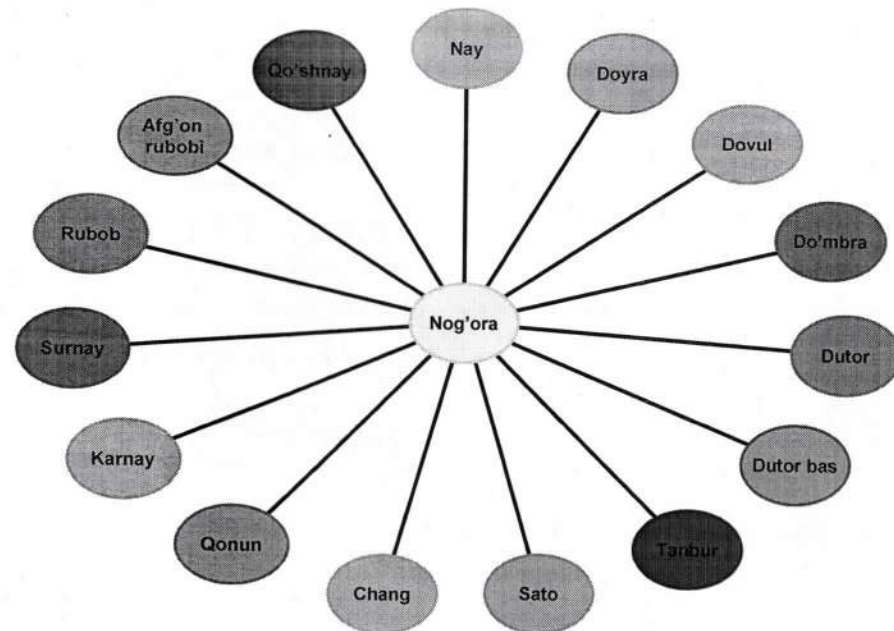 Nay
Doyra
Dovul
Do'mbra
Dutor
Dutor bas
Tanbur
Sato
Chang
Qonun
Karnay
Surnay
Rubob
Afg'on
rubobi
Qo'shnay
Nog'ora